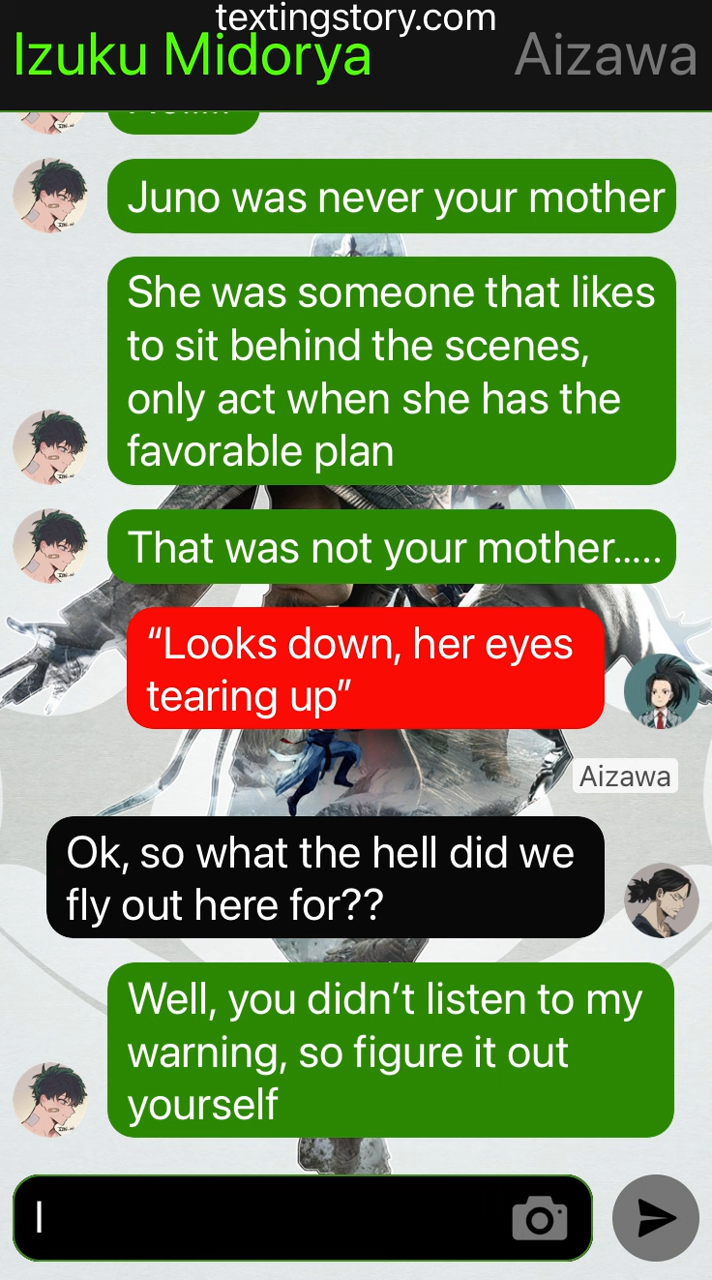 textingstory.com
Izuku Midorya
Aizawa
Juno was never your mother
She was someone that likes
to sit behind the scenes,
only act when she has the
favorable plan
That was not your mother.....
“Looks down, her eyes
tearing up”
Aizawa
Ok, so what the hell did we
fly out here for??
Well, you didn’t listen to my
warning, so figure it out
yourself